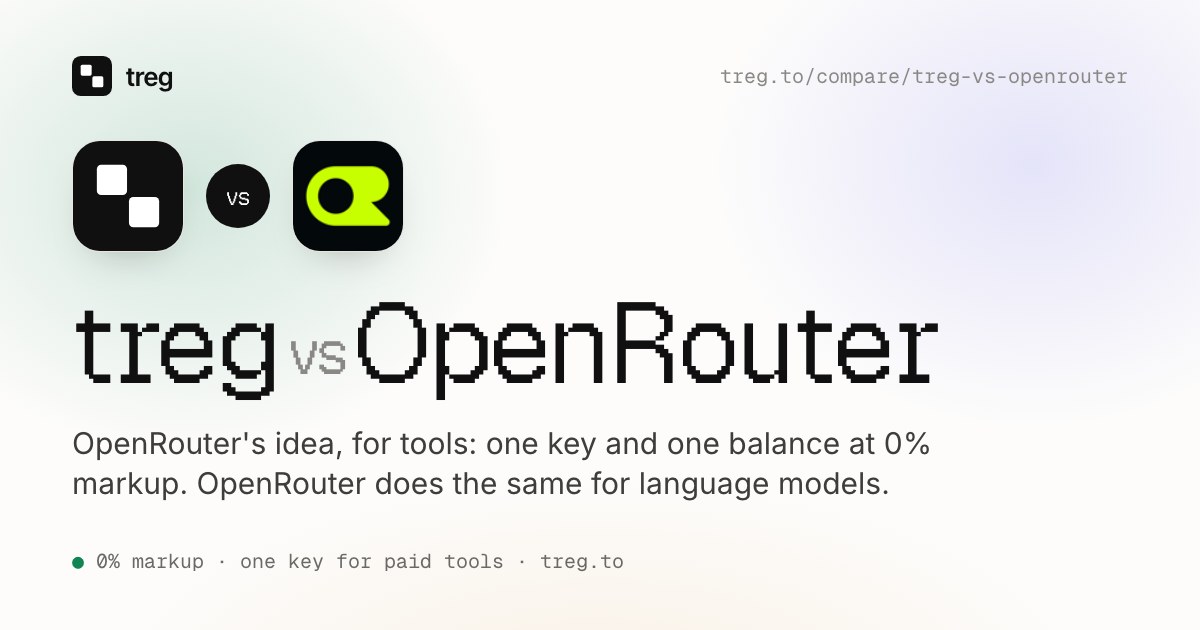 treg
treg.to/compare/treg-vs-openrouter
vs
treg vs OpenRouter
OpenRouter's idea, for tools: one key and one balance at 0%
markup. OpenRouter does the same for language models.
0% markup · one key for paid tools · treg.to